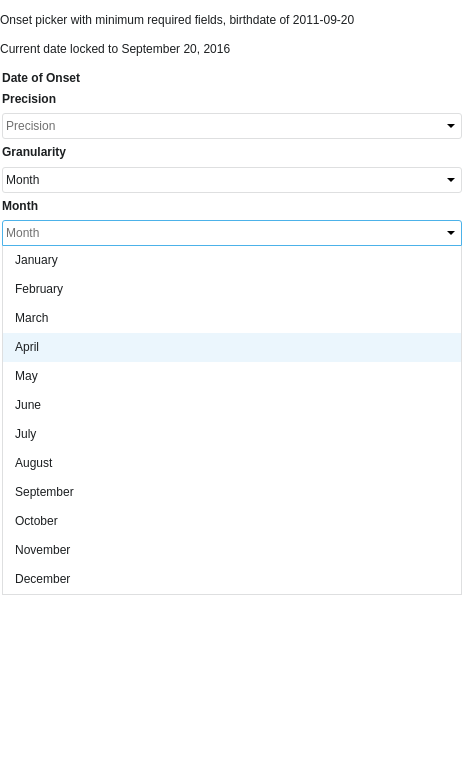 Onset picker with minimum required fields, birthdate of 2011-09-20
Current date locked to September 20, 2016
Date of Onset
Precision
Precision
Granularity
Month
Month
Month
January
February
March
April
May
June
July
August
September
October
November
December